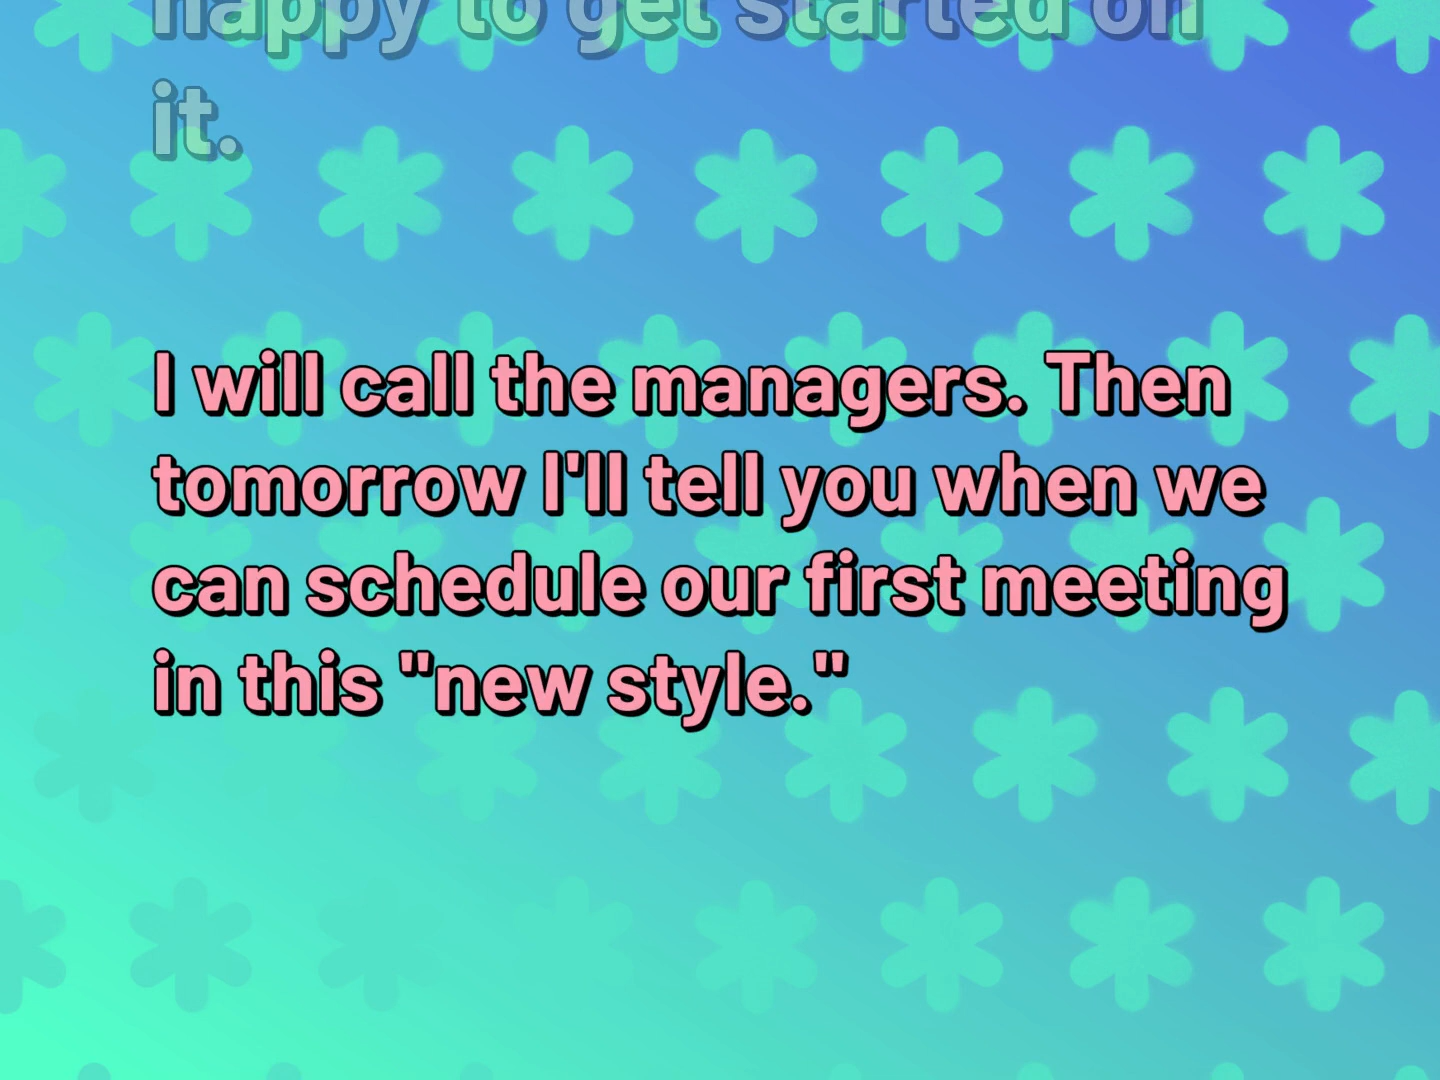 happy to get started on
it.
I will call the managers. Then
tomorrow I'll tell you when we
can schedule our first meeting
in this "new style."